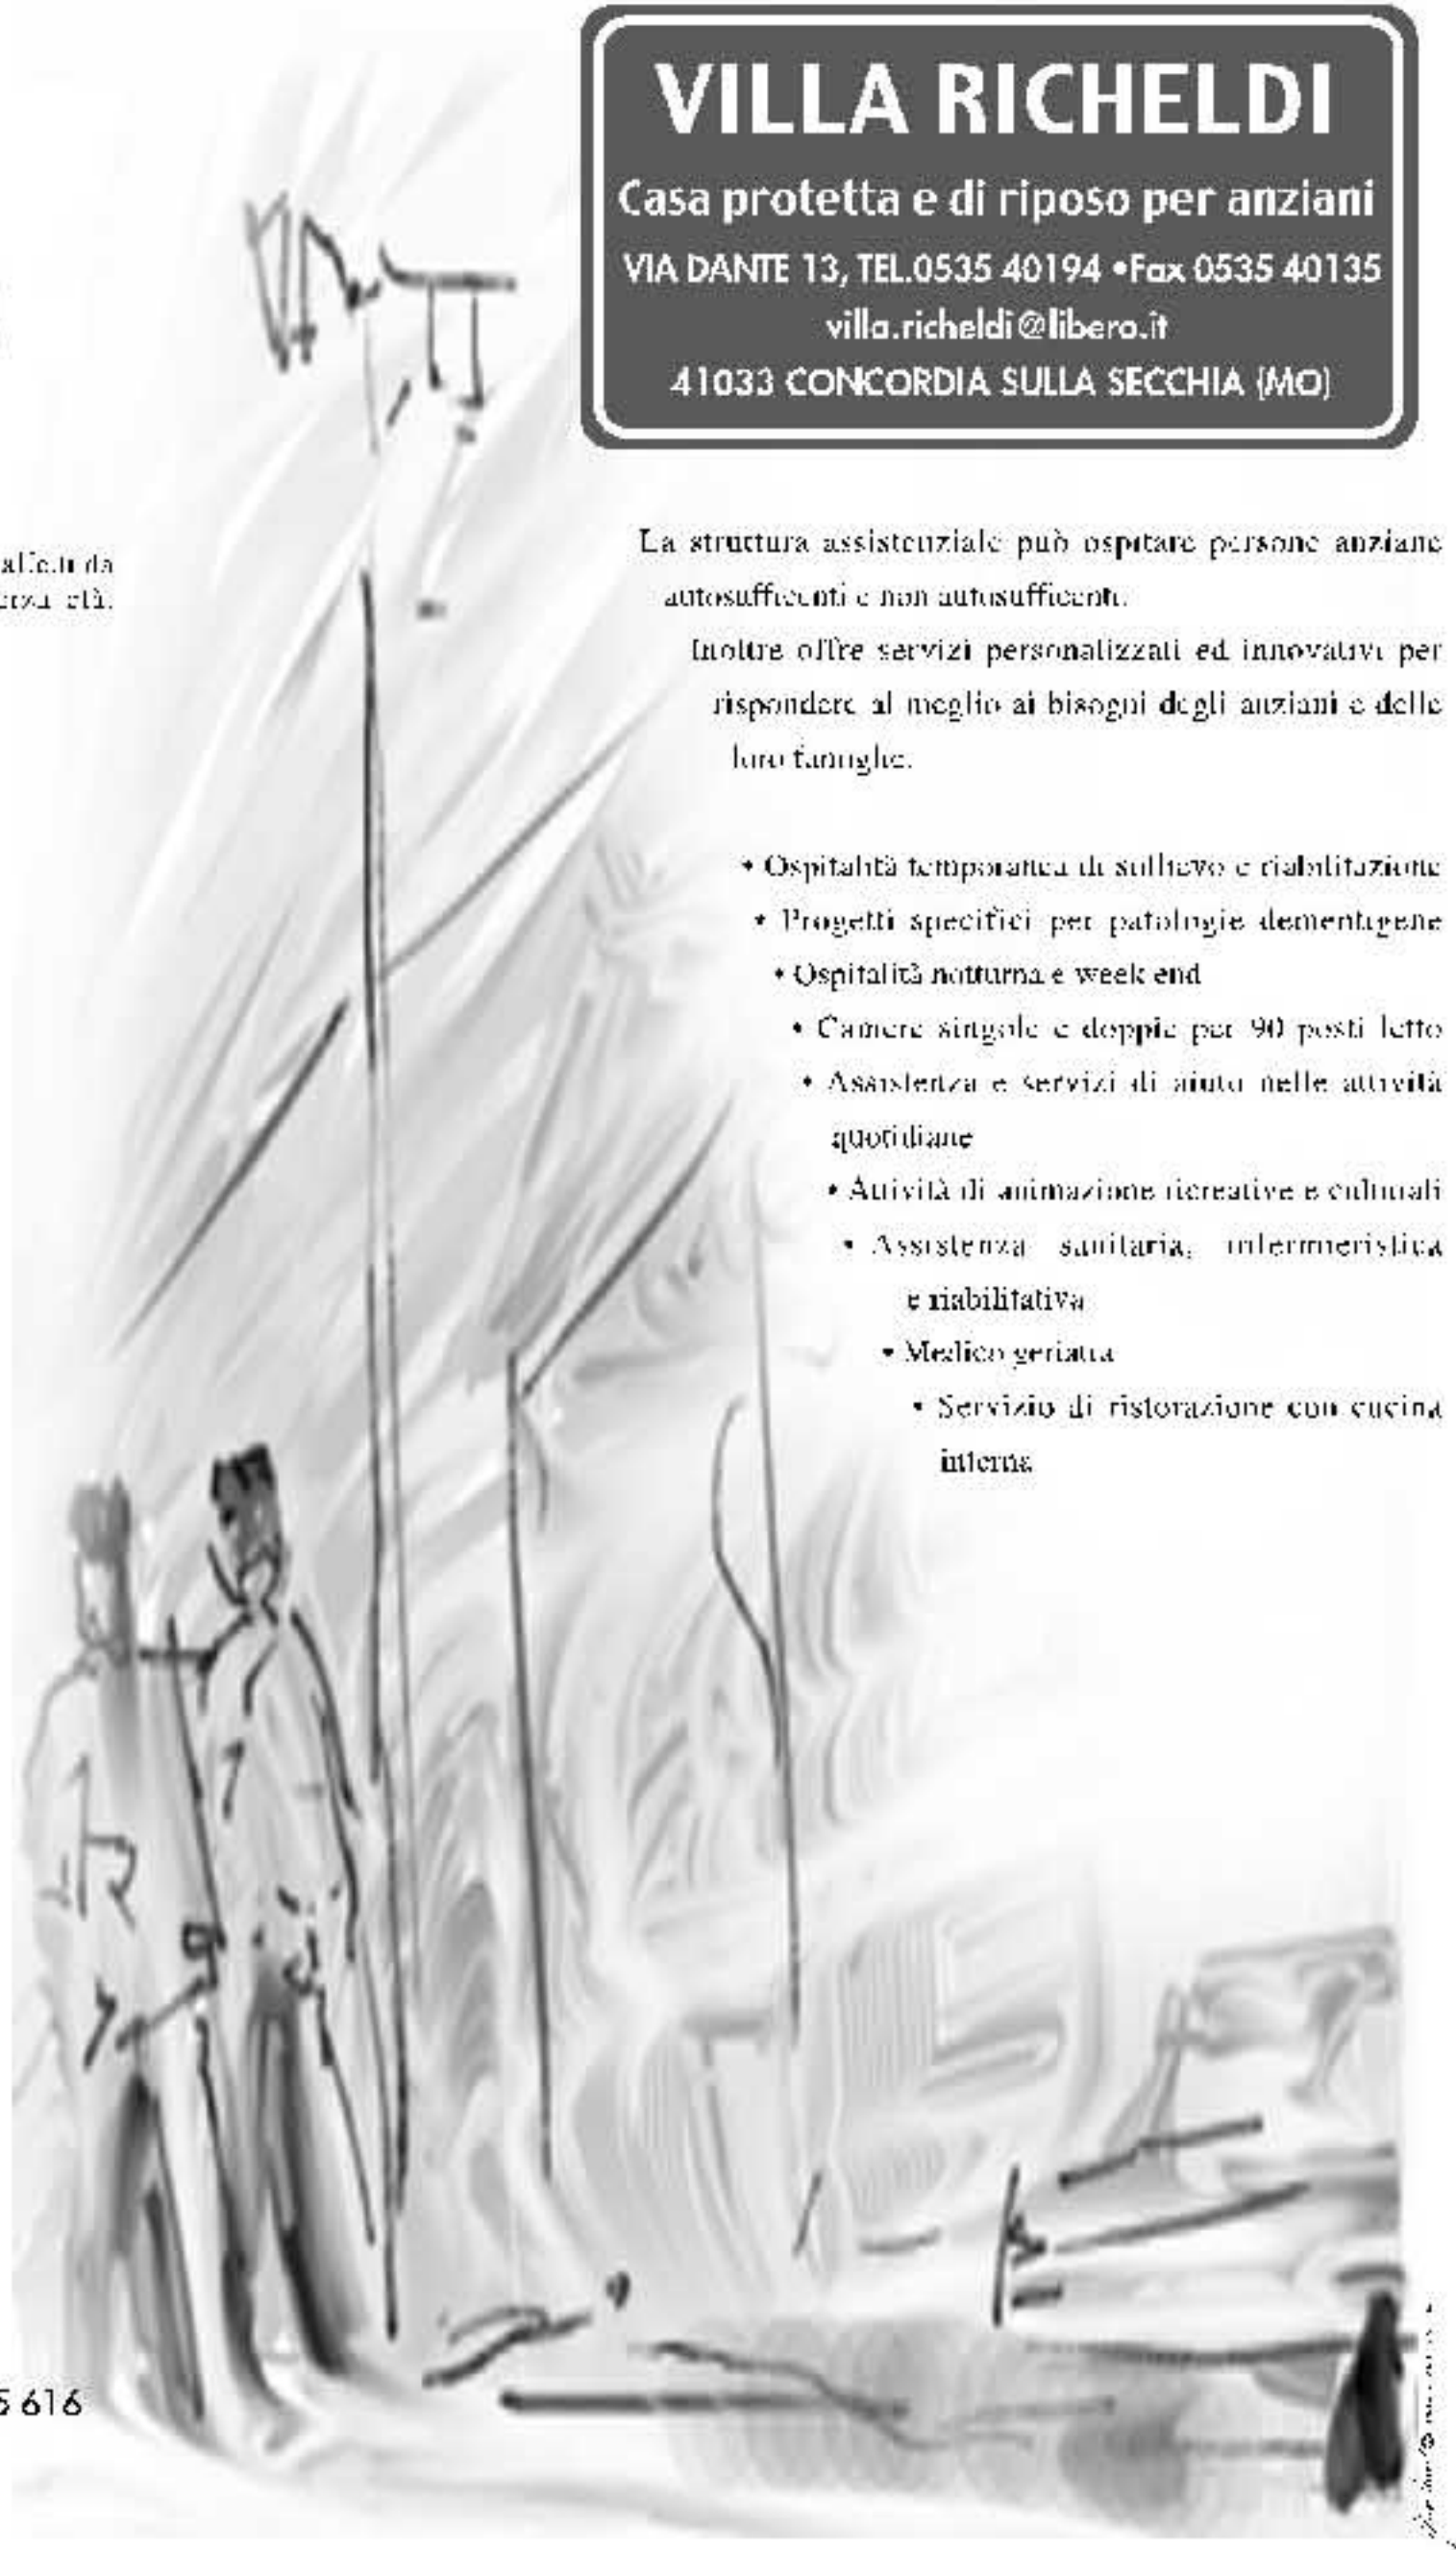 VILLA RICHELDI
Casa protetta e di riposo per anziani
VIA DANTE 13, TEL.0535 40194 •Fax 0535 40135
villa.richeldi@libero.it
41033 CONCORDIA SULLA SECCHIA (MO)
da
età.
La struttura assistenziale può ospitare persone anziane
autosufficenti e non autosufficenti.
Inoltre offre servizi personalizzati ed innovativi per
rispondere al meglio ai bisogni degli anziani e delle
loro famiglie.
• Ospitalità temporanea di sollievo e riabilitazione
• Progetti specifici per patologie dementigene
• Ospitalità notturna e week end
• Camere singole e doppie per 90 posti letto
• Assistenza e servizi di aiuto nelle attività
quotidiane
• Attività di animazione ricreative e culturali
• Assistenza sanitaria, infermieristica
e riabilitativa
• Medico geriatra
• Servizio di ristorazione con cucina
interna
616